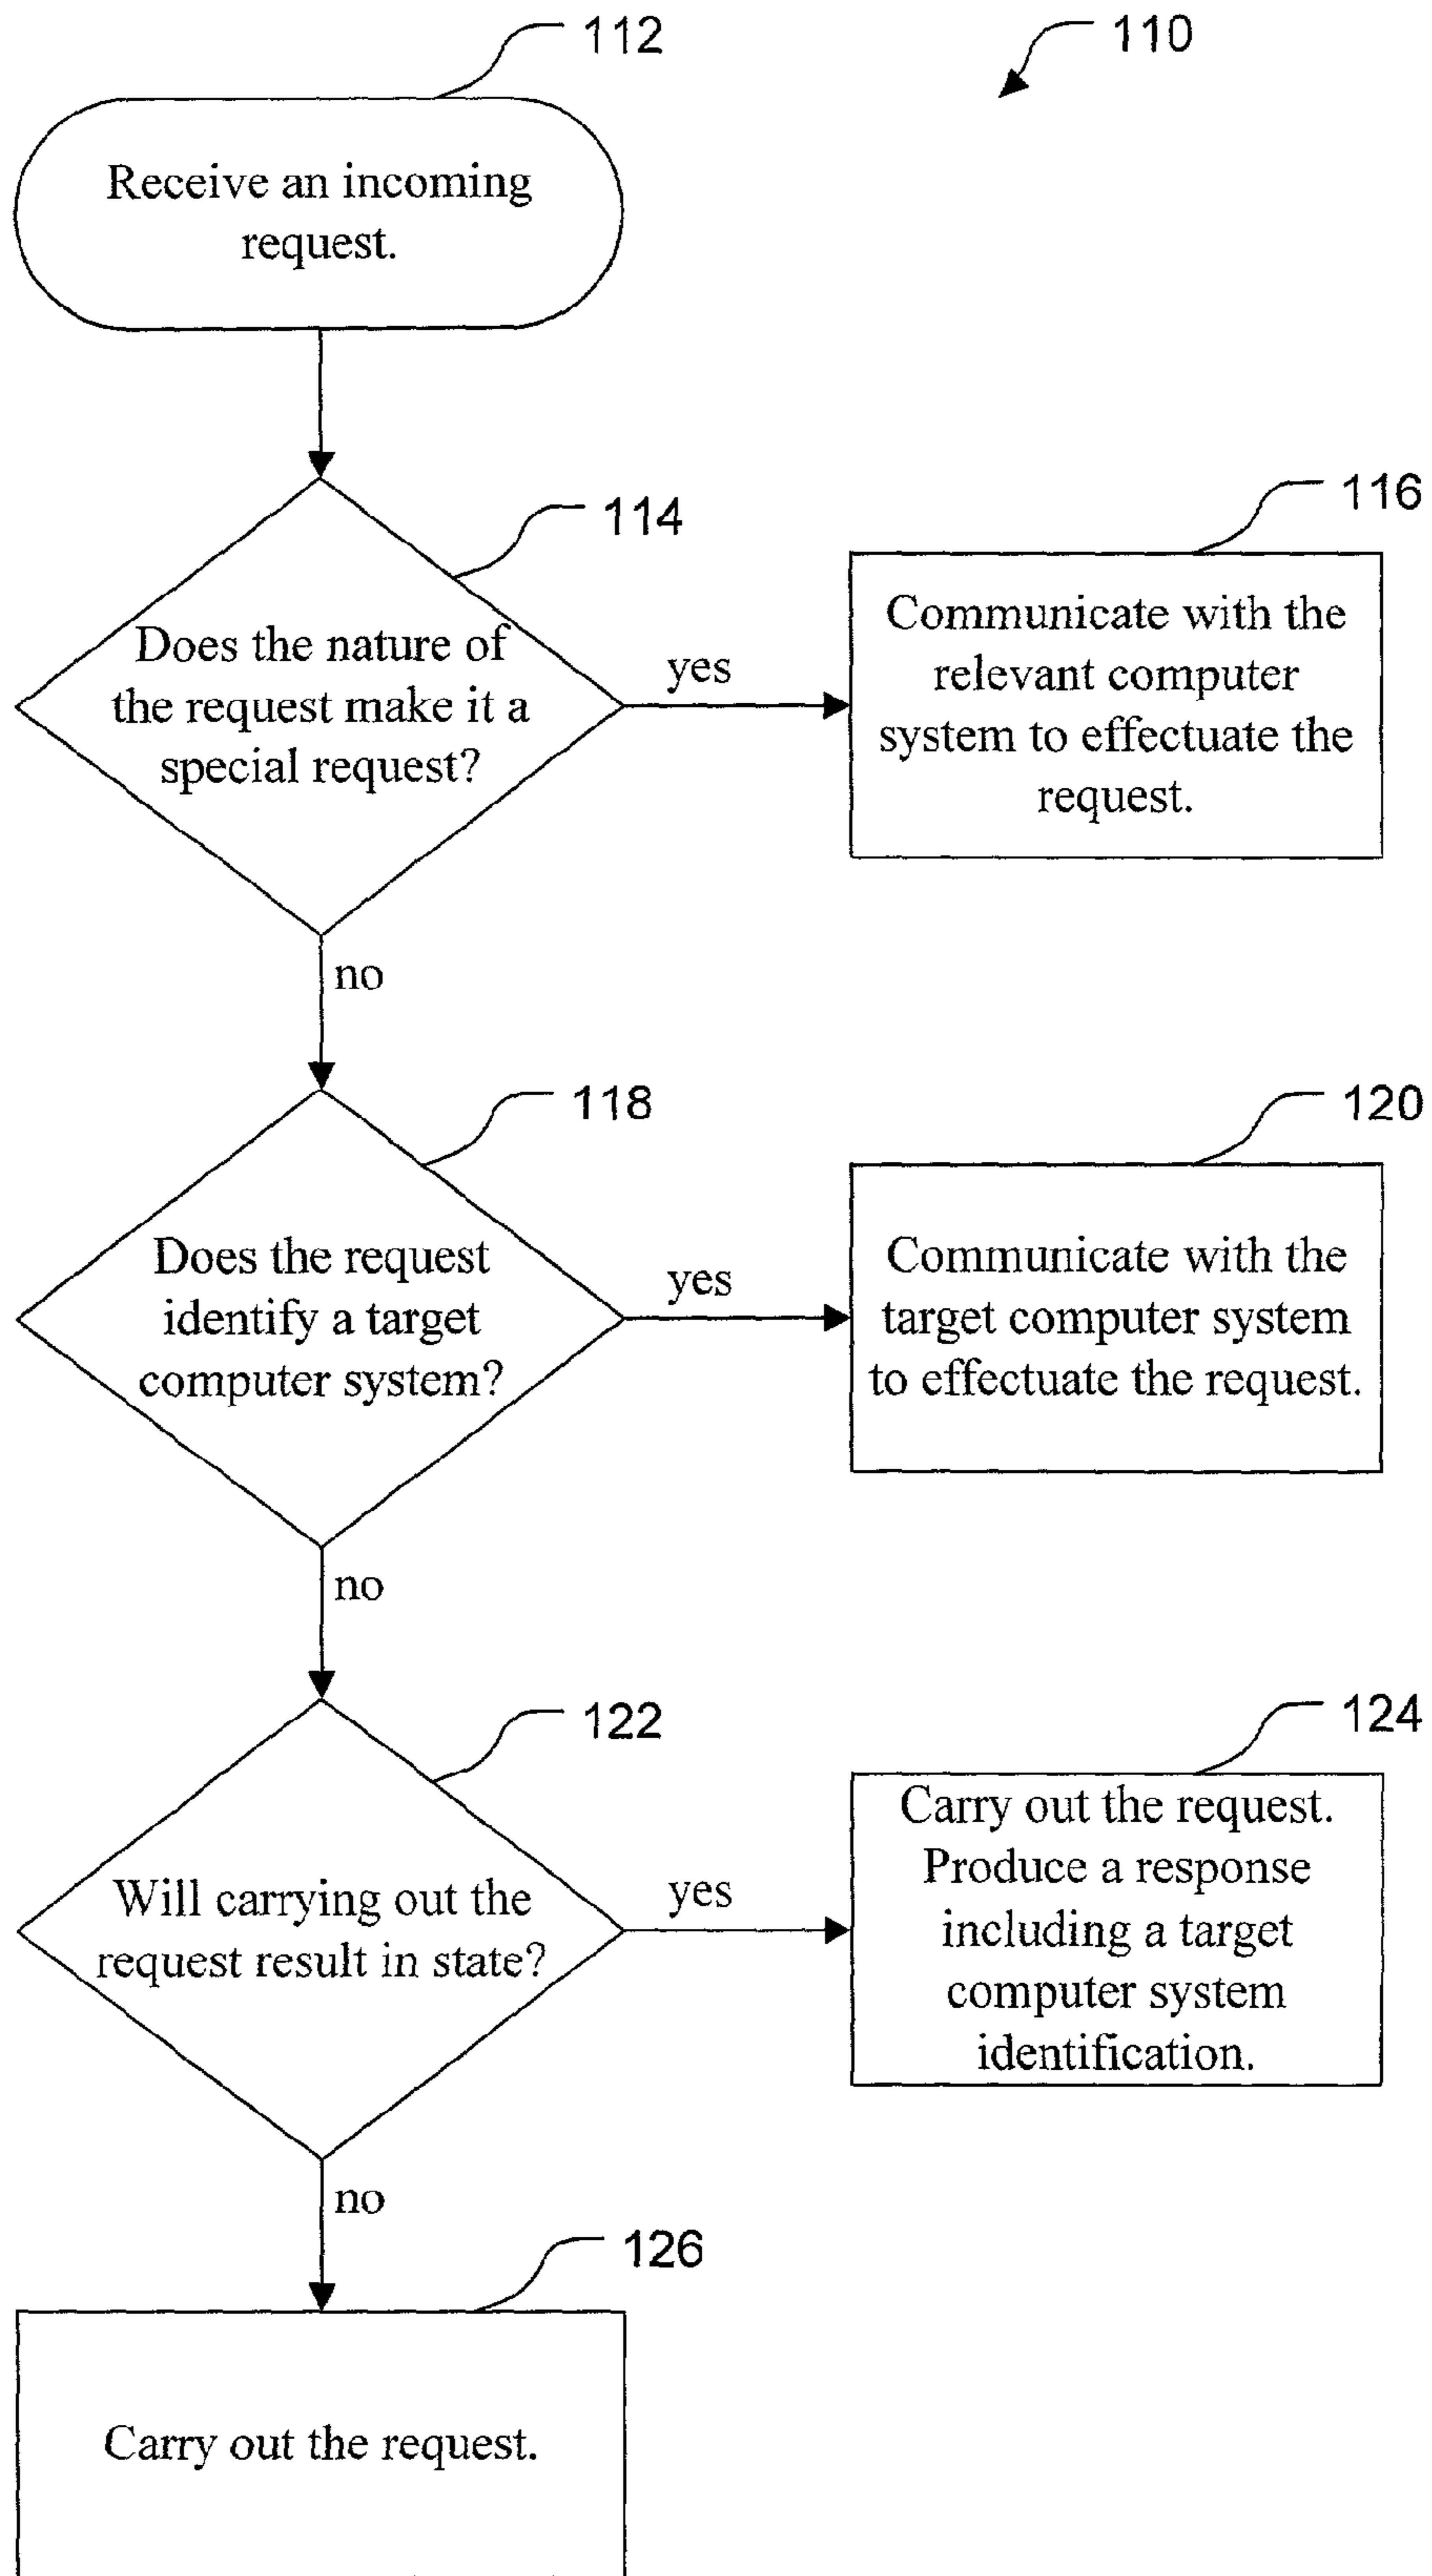 112
110
Receive an incoming
request.
114
116
Does the nature of
the request make it a
special request?
yes
Communicate with the
relevant computer
system to effectuate the
request.
no
118
120
Does the request
identify a target
computer system?
yes
Communicate with the
target computer system
to effectuate the request.
no
122
124
Will carrying out the
request result in state?
yes
Carry out the request.
Produce a response
including a target
computer system
identification.
no
126
Carry out the request.